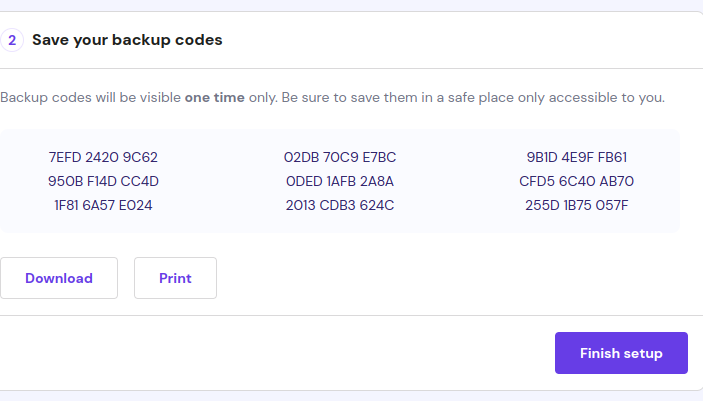 2 Save your backup codes
Backup codes will be visible one time only. Be sure to save them in a safe place only accessible to you.
7EFD 2420 9C62 02DB 70C9 E7BC 9B1D 4E9F FB61
950B F14D CC4D 0DED 1AFB 2A8A CFD5 6C40 AB70
1F81 6A57 E024 2013 CDB3 624C 255D 1B75 057F
Download Print
Finish setup